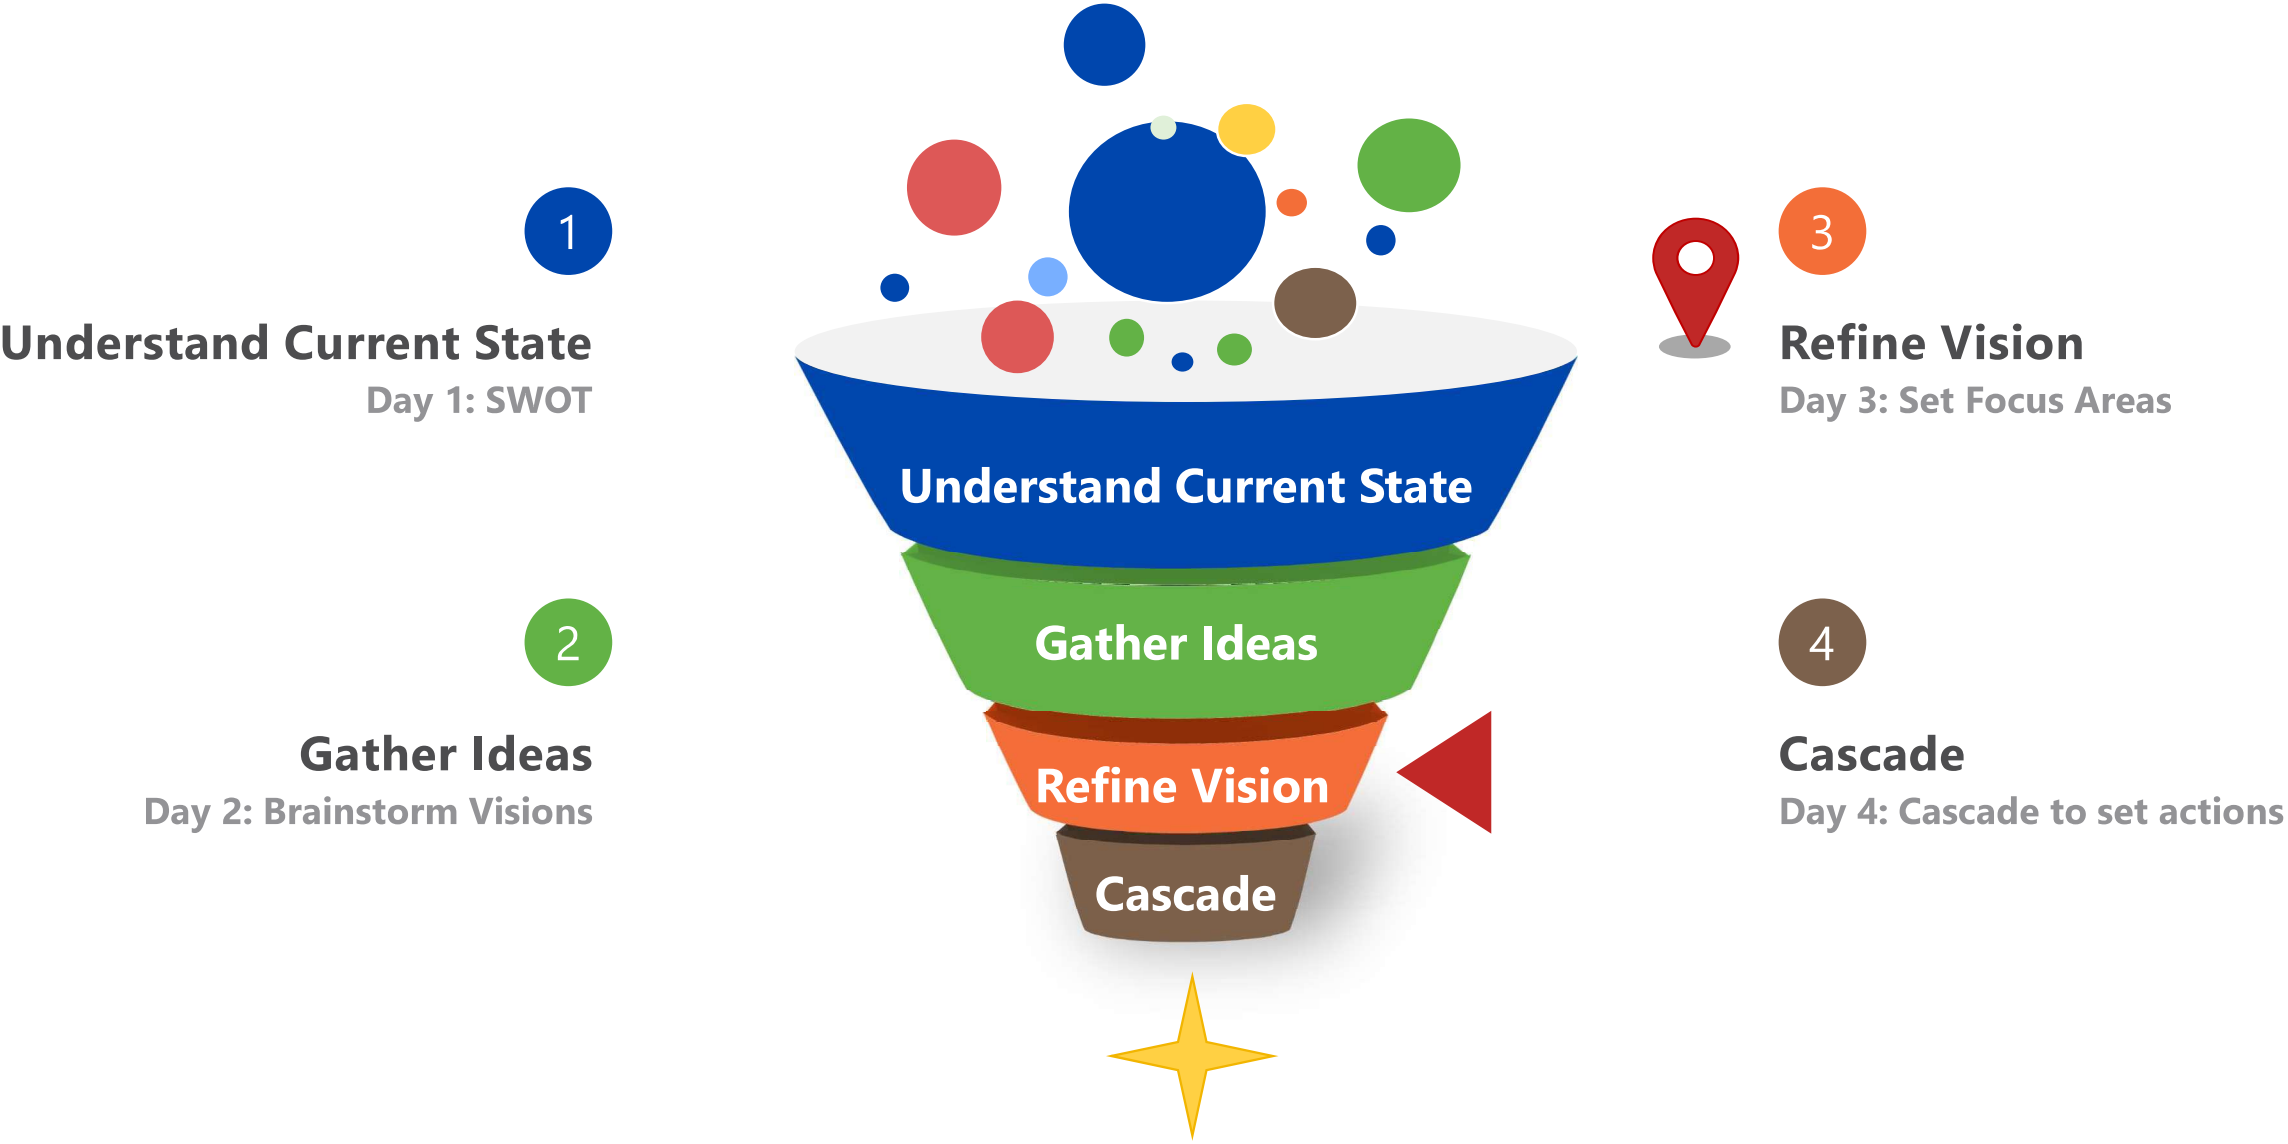 1
Understand Current State
Day 1: SWOT
2
Gather Ideas
Day 2: Brainstorm Visions
Understand Current State
Gather Ideas
Refine Vision
Cascade
3
Refine Vision
Day 3: Set Focus Areas
4
Cascade
Day 4: Cascade to set actions